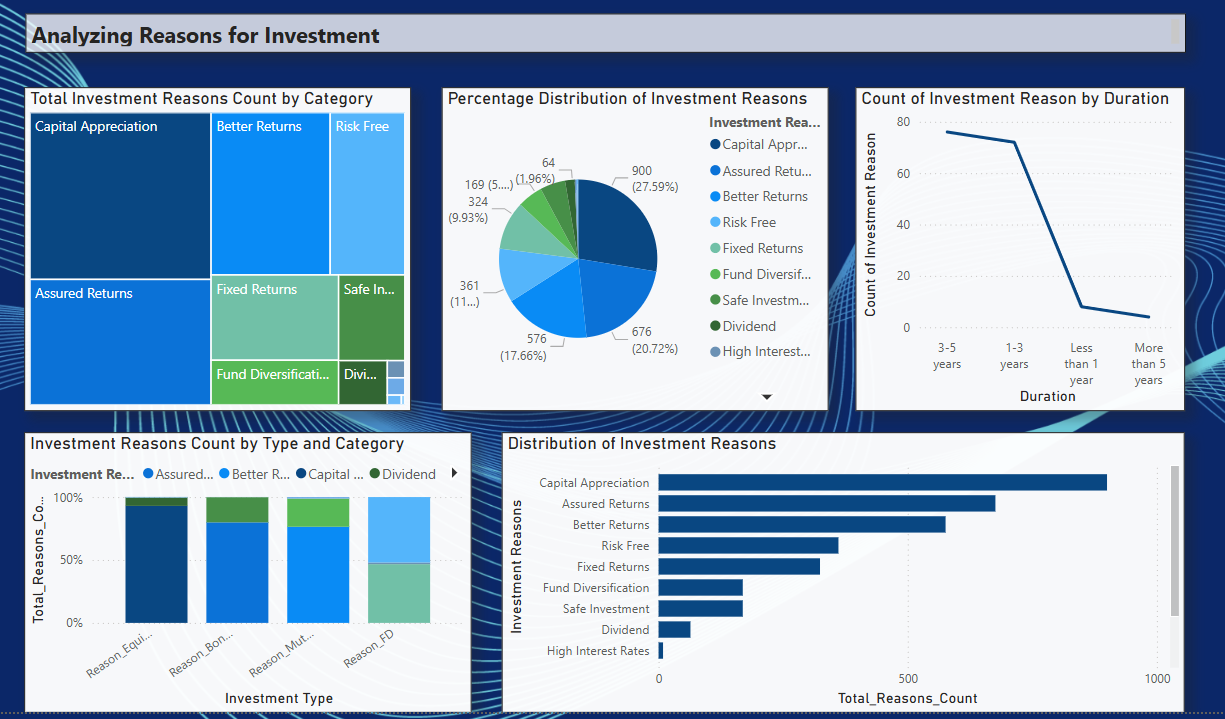 Analyzing Reasons for Investment
Total Investment Reasons Count by Category
Capital Appreciation
Better Returns
Risk Free
Assured Returns
Fixed Returns
Safe In...
Fund Diversificati...
Divi...
Percentage Distribution of Investment Reasons
Investment Rea...
Capital Appr...
Assured Retu...
Better Returns
Risk Free
Fixed Returns
Fund Diversif...
Safe Investm...
Dividend
High Interest...
900
(27.59%)
676
(20.72%)
576
(17.66%)
361
(11...)
324
(9.93%)
169 (5....)
64
(1.96%)
Count of Investment Reason by Duration
Count of Investment Reason
80
60
40
20
0
3-5
years
1-3
years
Less
than 1
year
More
than 5
years
Duration
Investment Reasons Count by Type and Category
Investment Re...
Assured...
Better R...
Capital ...
Dividend
Total_Reasons_Co...
100%
50%
0%
Reason_Equi...
Reason_Bon...
Reason_Mut...
Reason_FD
Investment Type
Distribution of Investment Reasons
Investment Reasons
Capital Appreciation
Assured Returns
Better Returns
Risk Free
Fixed Returns
Fund Diversification
Safe Investment
Dividend
High Interest Rates
0
500
1000
Total_Reasons_Count